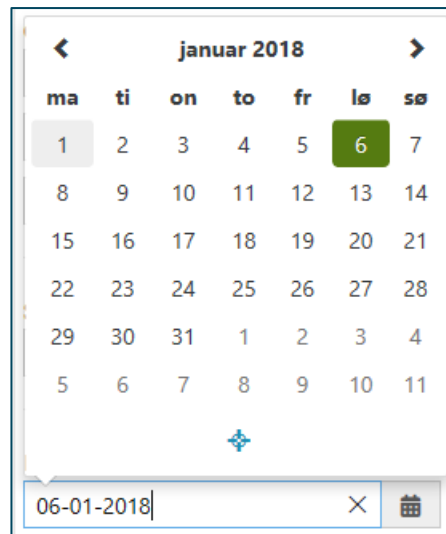 januar 2018
ma ti on to fr lø sø
1 2 3 4 5 6 7
8 9 10 11 12 13 14
15 16 17 18 19 20 21
22 23 24 25 26 27 28
29 30 31 1 2 3 4
5 6 7 8 9 10 11
06-01-2018